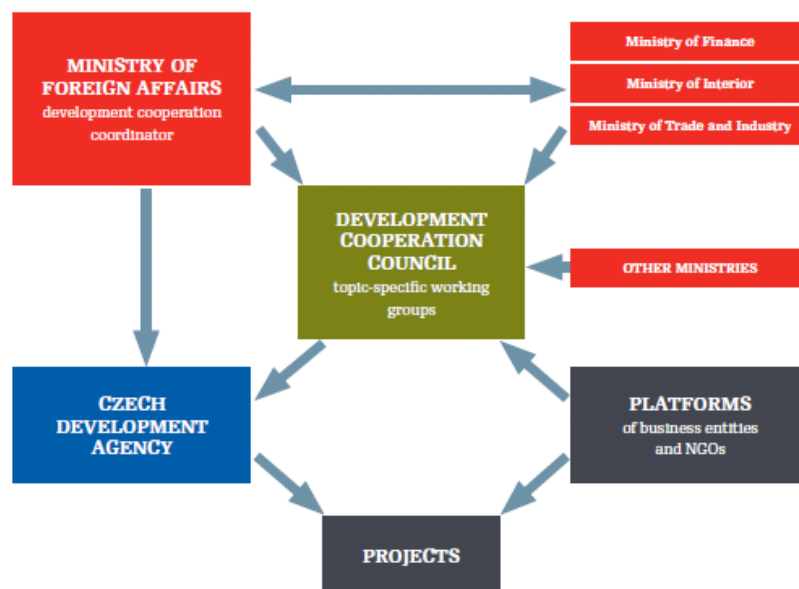 MINISTRY OF
FOREIGN AFFAIRS
development cooperation
coordinator
Ministry of Finance
Ministry of Interior
Ministry of Trade and Industry
DEVELOPMENT
COOPERATION
COUNCIL
topic-specific working
groups
OTHER MINISTRIES
CZECH
DEVELOPMENT
AGENCY
PLATFORMS
of business entities
and NGOs
PROJECTS